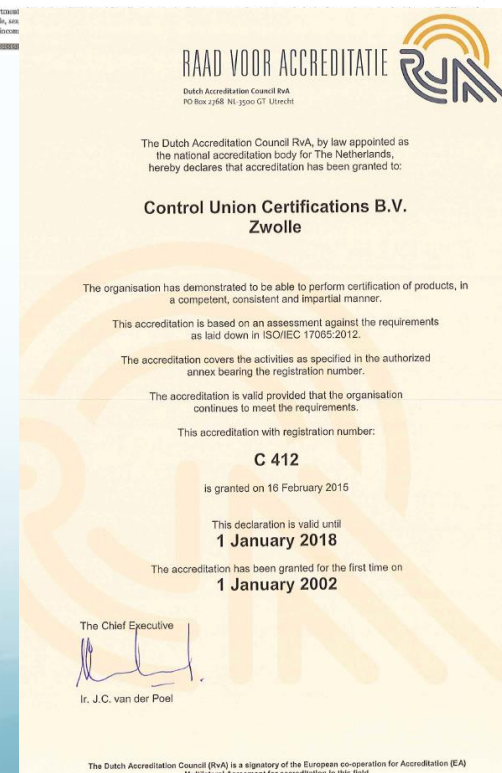 RAAD VOOR ACCREDITATIE
RvA
Dutch Accreditation Council RvA
PO Box 2768 NL-3500 GT Utrecht
The Dutch Accreditation Council RvA, by law appointed as
the national accreditation body for The Netherlands,
hereby declares that accreditation has been granted to:
Control Union Certifications B.V.
Zwolle
The organisation has demonstrated to be able to perform certification of products, in
a competent, consistent and impartial manner.
This accreditation is based on an assessment against the requirements
as laid down in ISO/IEC 17065:2012.
The accreditation covers the activities as specified in the authorized
annex bearing the registration number.
The accreditation is valid provided that the organisation
continues to meet the requirements.
This accreditation with registration number:
C 412
is granted on 16 February 2015
This declaration is valid until
1 January 2018
The accreditation has been granted for the first time on
1 January 2002
The Chief Executive
Ir. J.C. van der Poel
The Dutch Accreditation Council (RvA) is a signatory of the European co-operation for Accreditation (EA)
Multilateral Agreement for accreditation in this field.